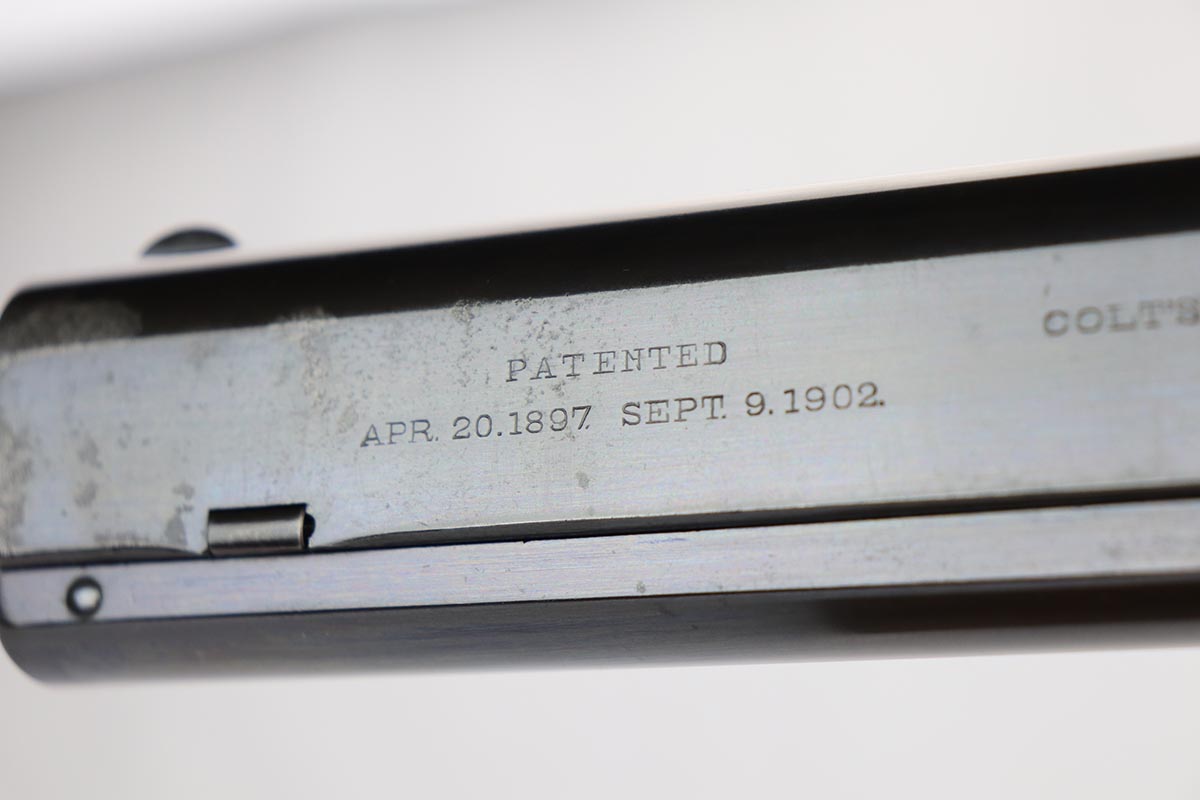 PATENTED
APR. 20.1897. SEPT. 9.1902.
COLT'S